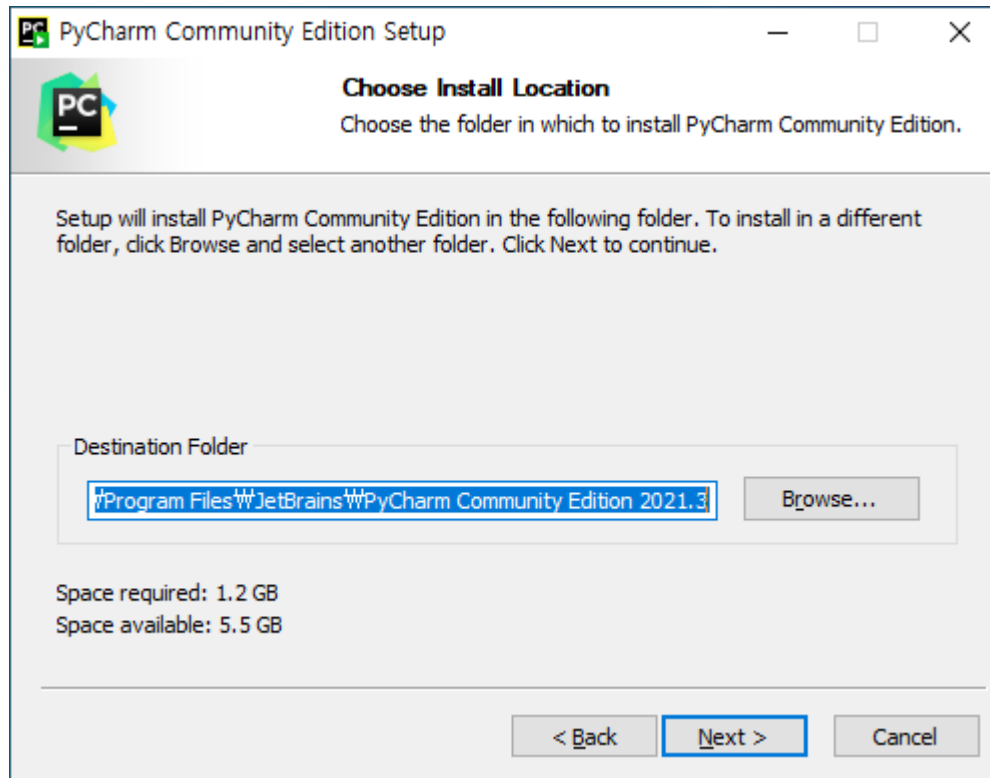 PyCharm Community Edition Setup
PC
Choose Install Location
Choose the folder in which to install PyCharm Community Edition.
Setup will install PyCharm Community Edition in the following folder. To install in a different
folder, click Browse and select another folder. Click Next to continue.
Destination Folder
₩Program Files₩JetBrains₩PyCharm Community Edition 2021.3
Browse...
Space required: 1.2 GB
Space available: 5.5 GB
< Back
Next >
Cancel